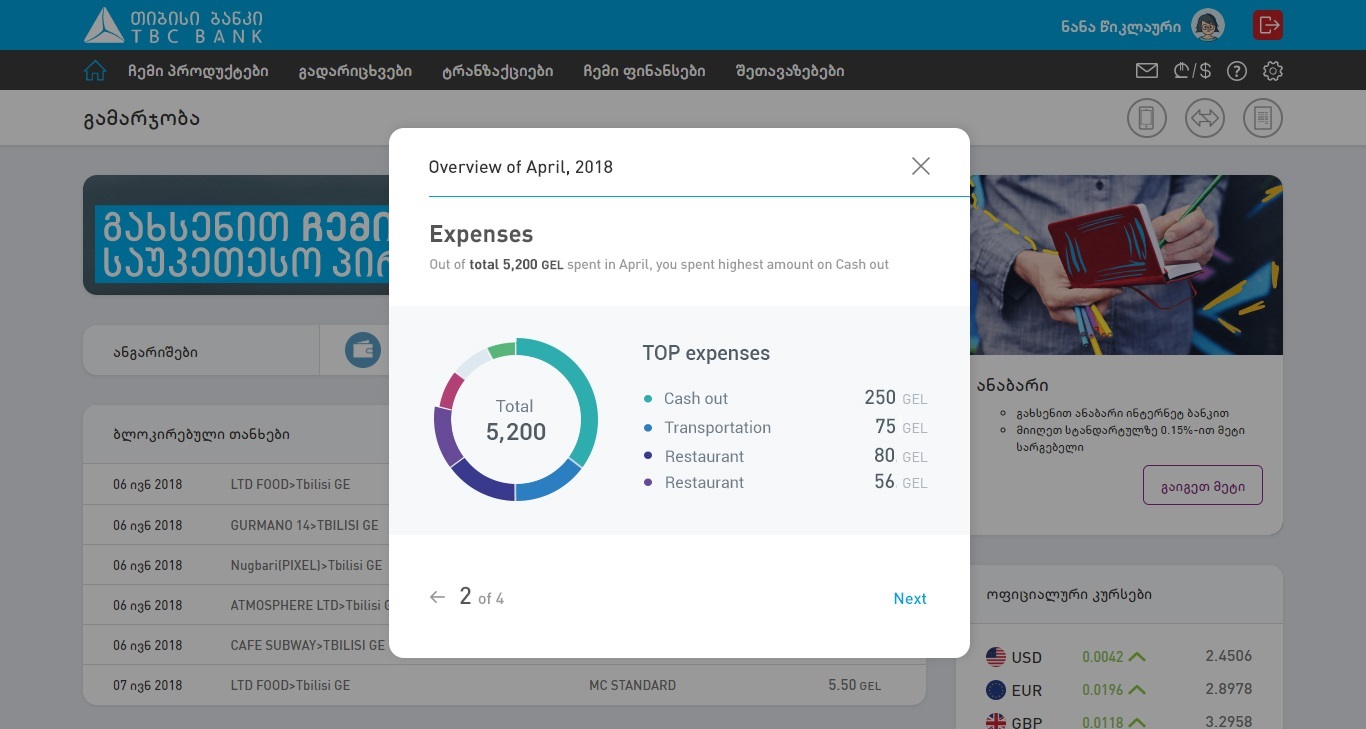 თიბისი ბანკი
TBC BANK
ნანა წიკლაური
ჩემი პროდუქტები
გადარიცხვები
ტრანზაქციები
ჩემი ფინანსები
შეთავაზებები
₾/$
გამარჯობა
გახსენით ჩემი
საუკეთესო
ანგარიშები
ბლოკირებული თანხები
06 ივნ 2018 LTD FOOD>Tbilisi GE
06 ივნ 2018 GURMANO 14>TBILISI GE
06 ივნ 2018 Nugbari(PIXEL)>Tbilisi GE
06 ივნ 2018 ATMOSPHERE LTD>Tbilisi
06 ივნ 2018 CAFE SUBWAY>TBILISI GE
07 ივნ 2018 LTD FOOD>Tbilisi GE MC STANDARD 5.50 GEL
Overview of April, 2018
Expenses
Out of total 5,200 GEL spent in April, you spent highest amount on Cash out
Total
5,200
TOP expenses
Cash out 250 GEL
Transportation 75 GEL
Restaurant 80. GEL
Restaurant 56. GEL
2 of 4
Next
ანაბარი
გახსენით ანაბარი ინტერნეტ ბანკით
მიიღეთ სტანდარტულზე 0.15%-ით მეტი
სარგებელი
გაიგეთ მეტი
ოფიციალური კურსები
USD 0.0042 2.4506
EUR 0.0196 2.8978
GBP 0.0118 3.2958